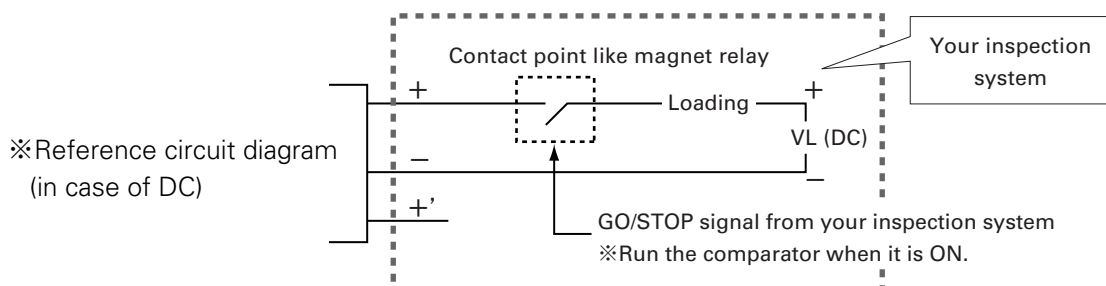 Contact point like magnet relay
Your inspection
system
+
Loading
+
※Reference circuit diagram
(in case of DC)
VL (DC)
−
−
+'
GO/STOP signal from your inspection system
※Run the comparator when it is ON.